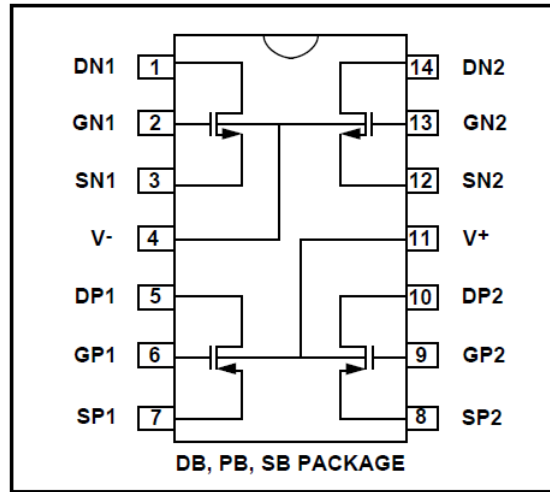 DN1 1 14 DN2
GN1 2 13 GN2
SN1 3 12 SN2
V- 4 11 V+
DP1 5 10 DP2
GP1 6 9 GP2
SP1 7 8 SP2
DB, PB, SB PACKAGE